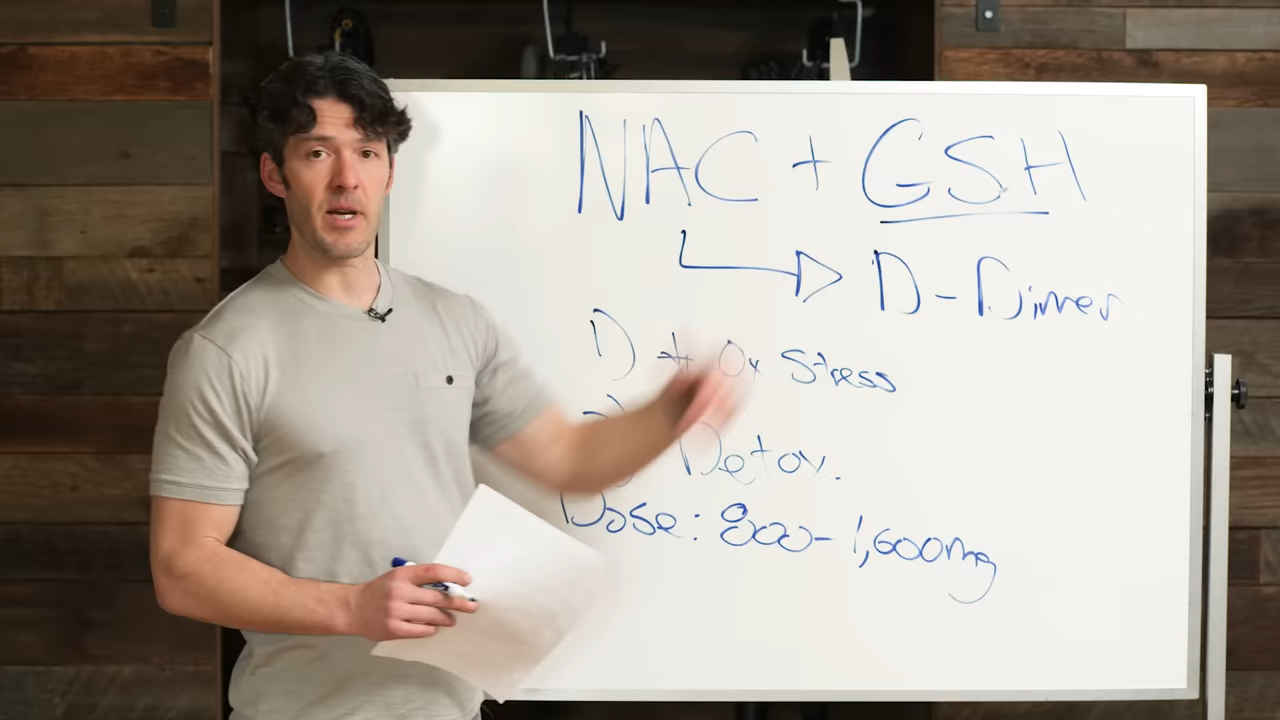 NAC + GSH
D-Dimer
1) Ox Stress
2) Detox.
Dose: 800-1,600mg